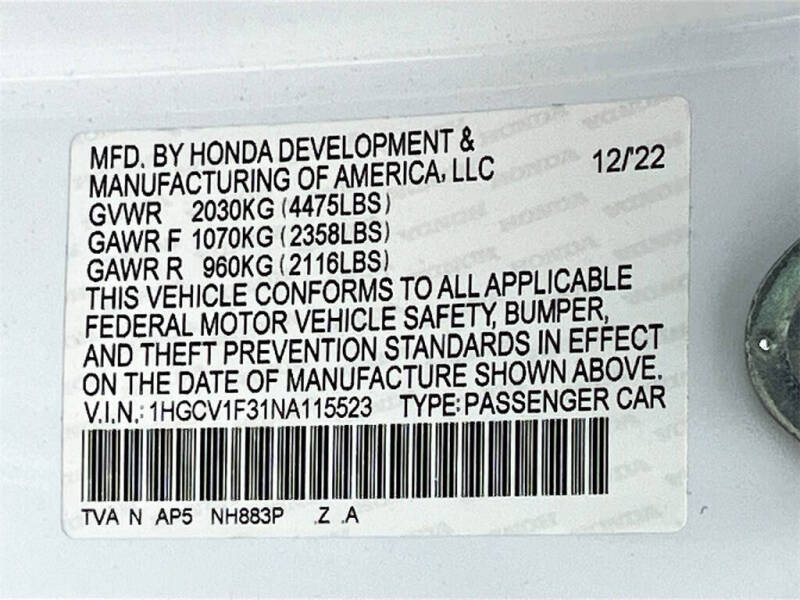 MFD. BY HONDA DEVELOPMENT &
MANUFACTURING OF AMERICA, LLC 12/'22
GVWR 2030KG (4475LBS)
GAWR F 1070KG (2358LBS)
GAWR R 960KG (2116LBS)
THIS VEHICLE CONFORMS TO ALL APPLICABLE
FEDERAL MOTOR VEHICLE SAFETY, BUMPER,
AND THEFT PREVENTION STANDARDS IN EFFECT
ON THE DATE OF MANUFACTURE SHOWN ABOVE.
V.I.N.: 1HGCV1F31NA115523 TYPE: PASSENGER CAR
TVA N AP5 NH883P .Z .A